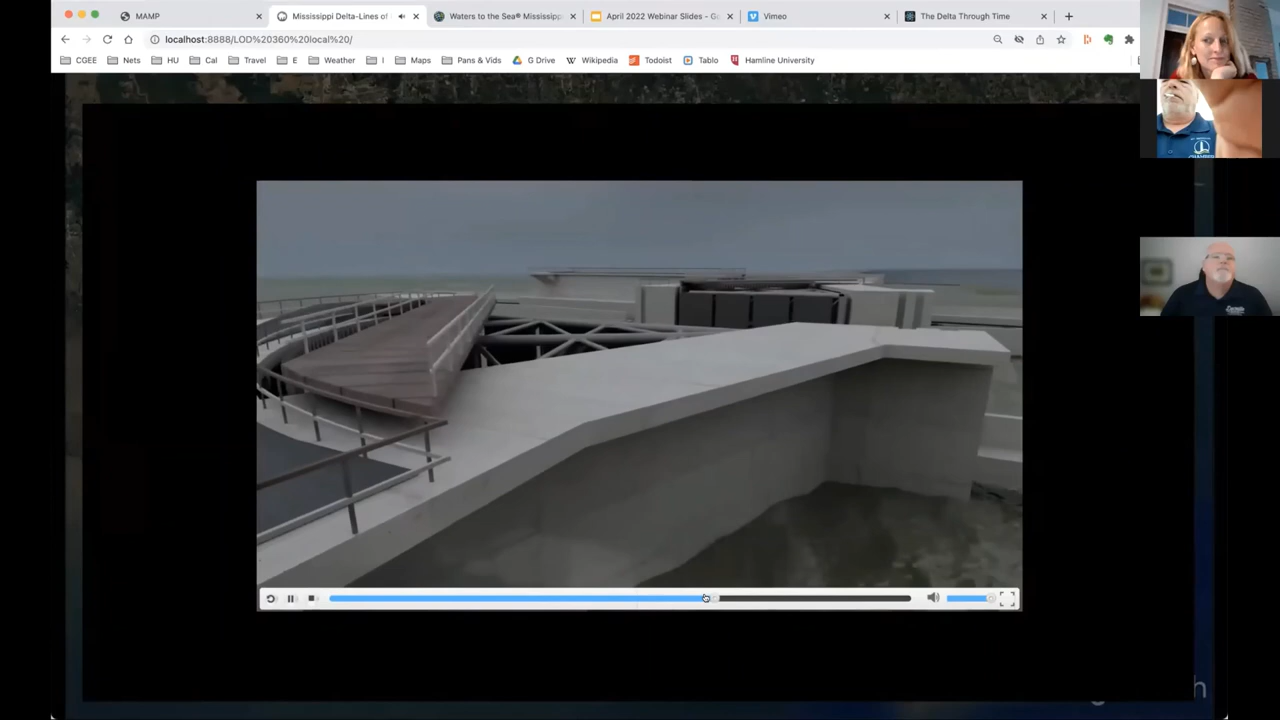 MAMP
Mississippi Delta-Lines of
Waters to the Sea® Mississipp
April 2022 Webinar Slides - Go
Vimeo
The Delta Through Time
localhost:8888/LOD%20360%20local%20/
CGEE
Nets
HU
Cal
Travel
E
Weather
I
Maps
Pans & Vids
G Drive
Wikipedia
Todoist
Tablo
Hamline University